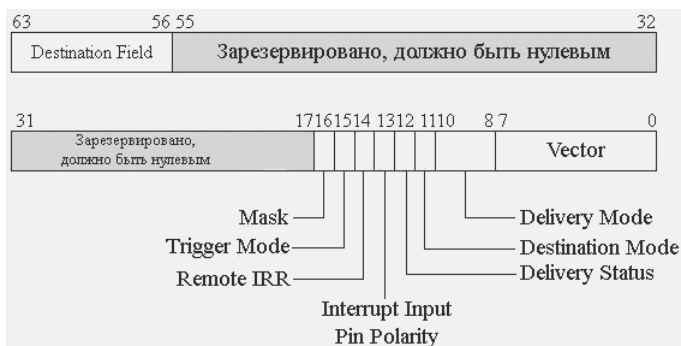 63 56 55 32
Destination Field Зарезервировано, должно быть нулевым
31 17 16 15 14 13 12 11 10 8 7 0
Зарезервировано,
должно быть нулевым
Vector
Mask Delivery Mode
Trigger Mode Destination Mode
Remote IRR Delivery Status
Interrupt Input
Pin Polarity